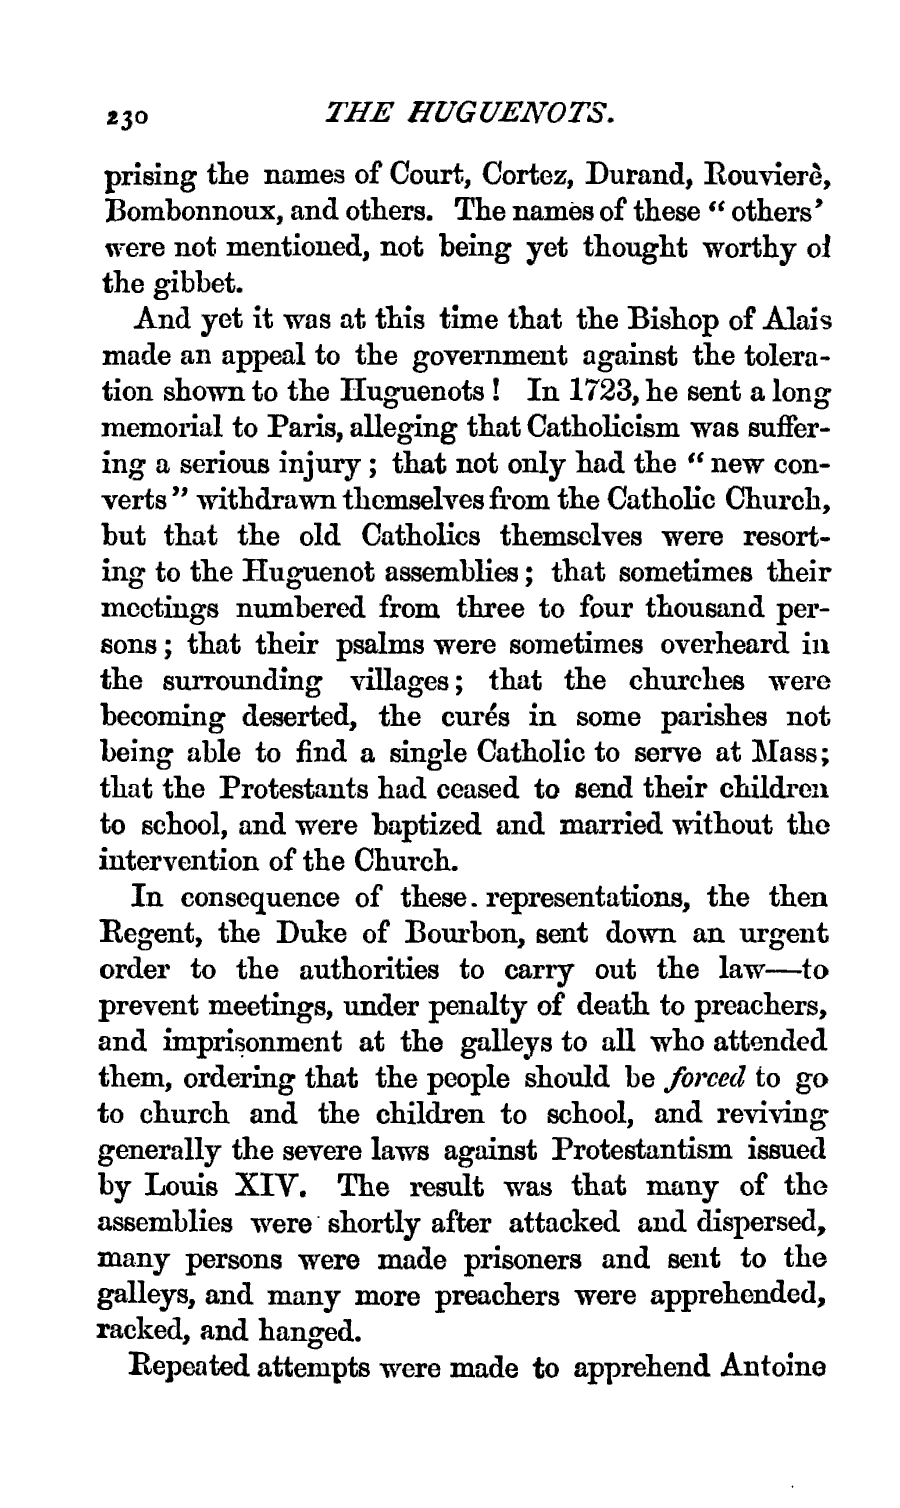 230 THE HUGUENOTS.
prising the names of Court, Cortez, Durand, Rouvierè,
Bombonnoux, and others. The names of these “ others’
were not mentioned, not being yet thought worthy of
the gibbet.
And yet it was at this time that the Bishop of Alais
made an appeal to the government against the tolera-
tion shown to the Huguenots ! In 1723, he sent a long
memorial to Paris, alleging that Catholicism was suffer-
ing a serious injury ; that not only had the “ new con-
verts ” withdrawn themselves from the Catholic Church,
but that the old Catholics themselves were resort-
ing to the Huguenot assemblies ; that sometimes their
meetings numbered from three to four thousand per-
sons ; that their psalms were sometimes overheard in
the surrounding villages ; that the churches were
becoming deserted, the curés in some parishes not
being able to find a single Catholic to serve at Mass;
that the Protestants had ceased to send their children
to school, and were baptized and married without the
intervention of the Church.
In consequence of these. representations, the then
Regent, the Duke of Bourbon, sent down an urgent
order to the authorities to carry out the law—to
prevent meetings, under penalty of death to preachers,
and imprisonment at the galleys to all who attended
them, ordering that the people should be forced to go
to church and the children to school, and reviving
generally the severe laws against Protestantism issued
by Louis XIV. The result was that many of the
assemblies were shortly after attacked and dispersed,
many persons were made prisoners and sent to the
galleys, and many more preachers were apprehended,
racked, and hanged.
Repeated attempts were made to apprehend Antoine